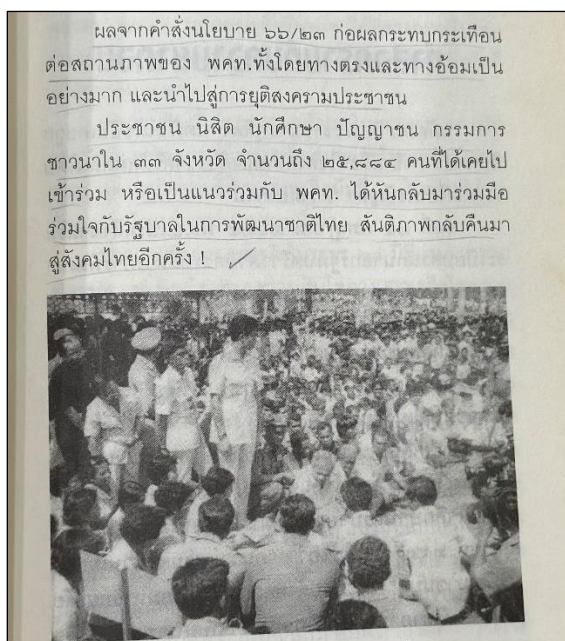 ผลจากคำสั่งนโยบาย ๖๖/๒๓ ก่อผลกระทบกระเทือน
ต่อสถานภาพของ พคท.ทั้งโดยทางตรงและทางอ้อมเป็น
อย่างมาก และนำไปสู่การยุติสงครามประชาชน
ประชาชน นิสิต นักศึกษา ปัญญาชน กรรมการ
ชาวนาใน ๓๓ จังหวัด จำนวนถึง ๒๕,๘๘๔ คนที่ได้เคยไป
เข้าร่วม หรือเป็นแนวร่วมกับ พคท. ได้หันกลับมาร่วมมือ
ร่วมใจกับรัฐบาลในการพัฒนาชาติไทย สันติภาพกลับคืนมา
สู่สังคมไทยอีกครั้ง !